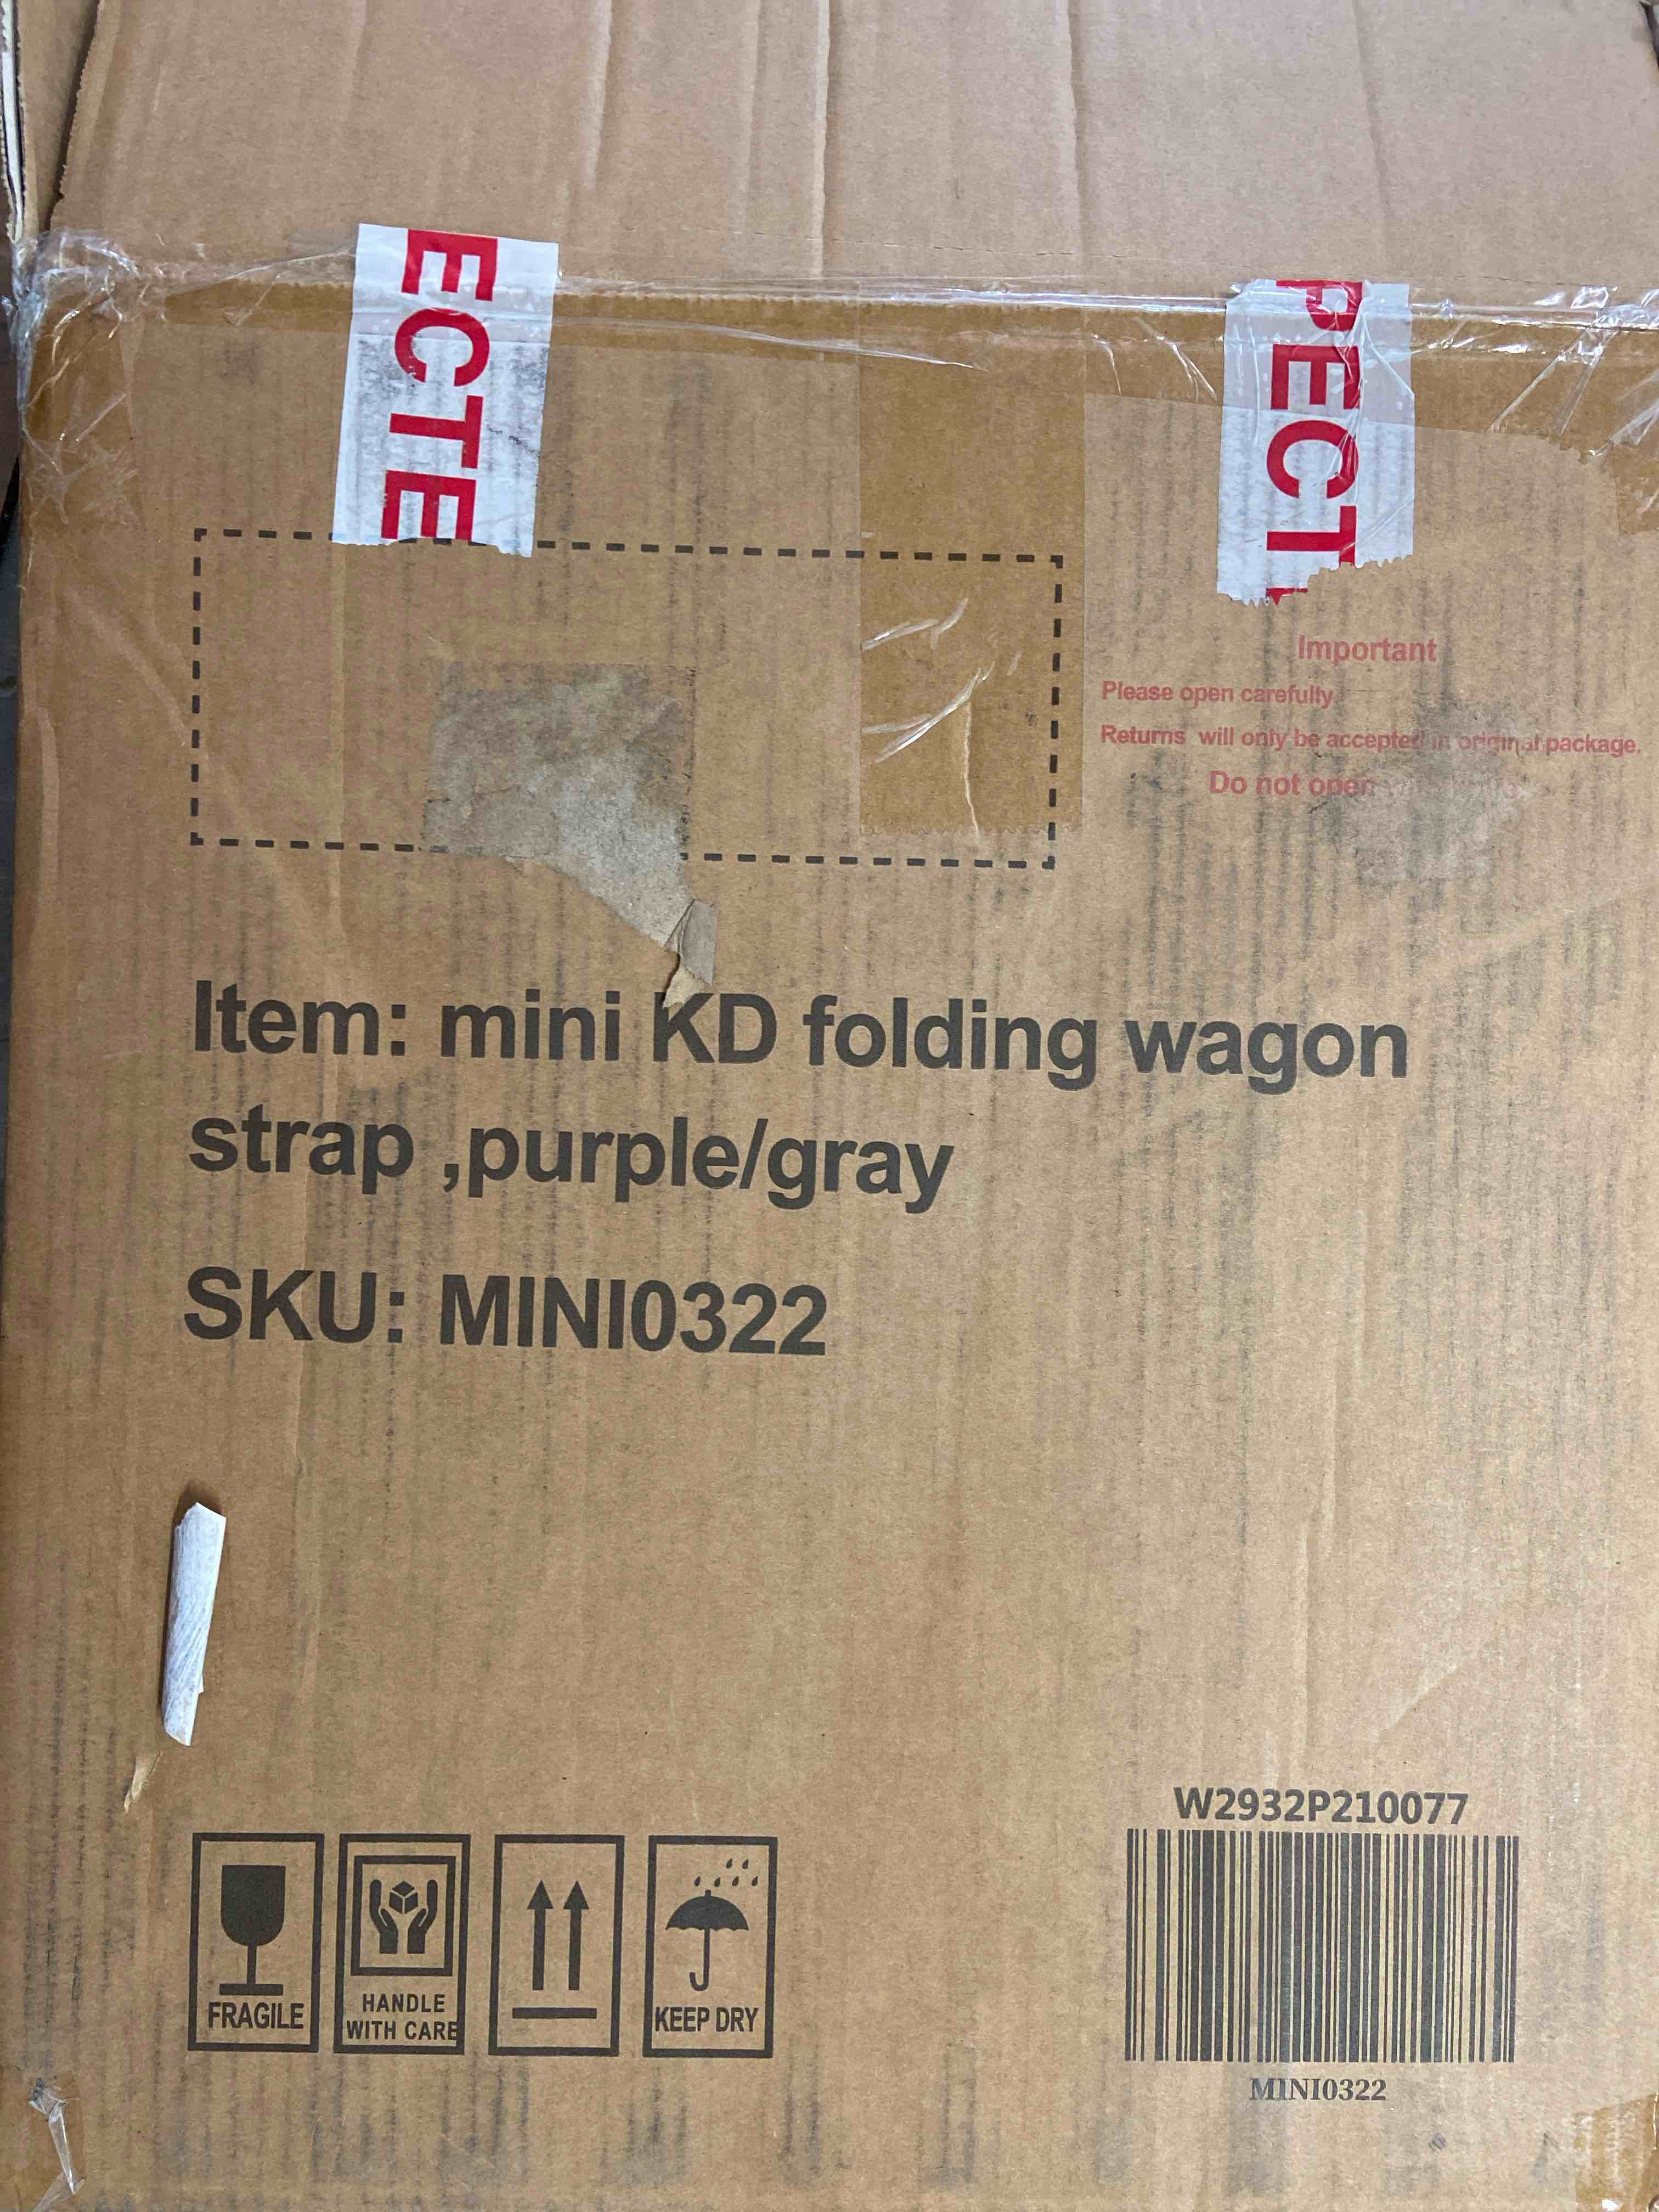 ECTE
PECT
Important
Please open carefully
Returns will only be accepted in original package.
Do not open
Item: mini KD folding wagon
strap ,purple/gray
SKU: MINI0322
W2932P210077
FRAGILE
HANDLE
WITH CARE
KEEP DRY
MINI0322